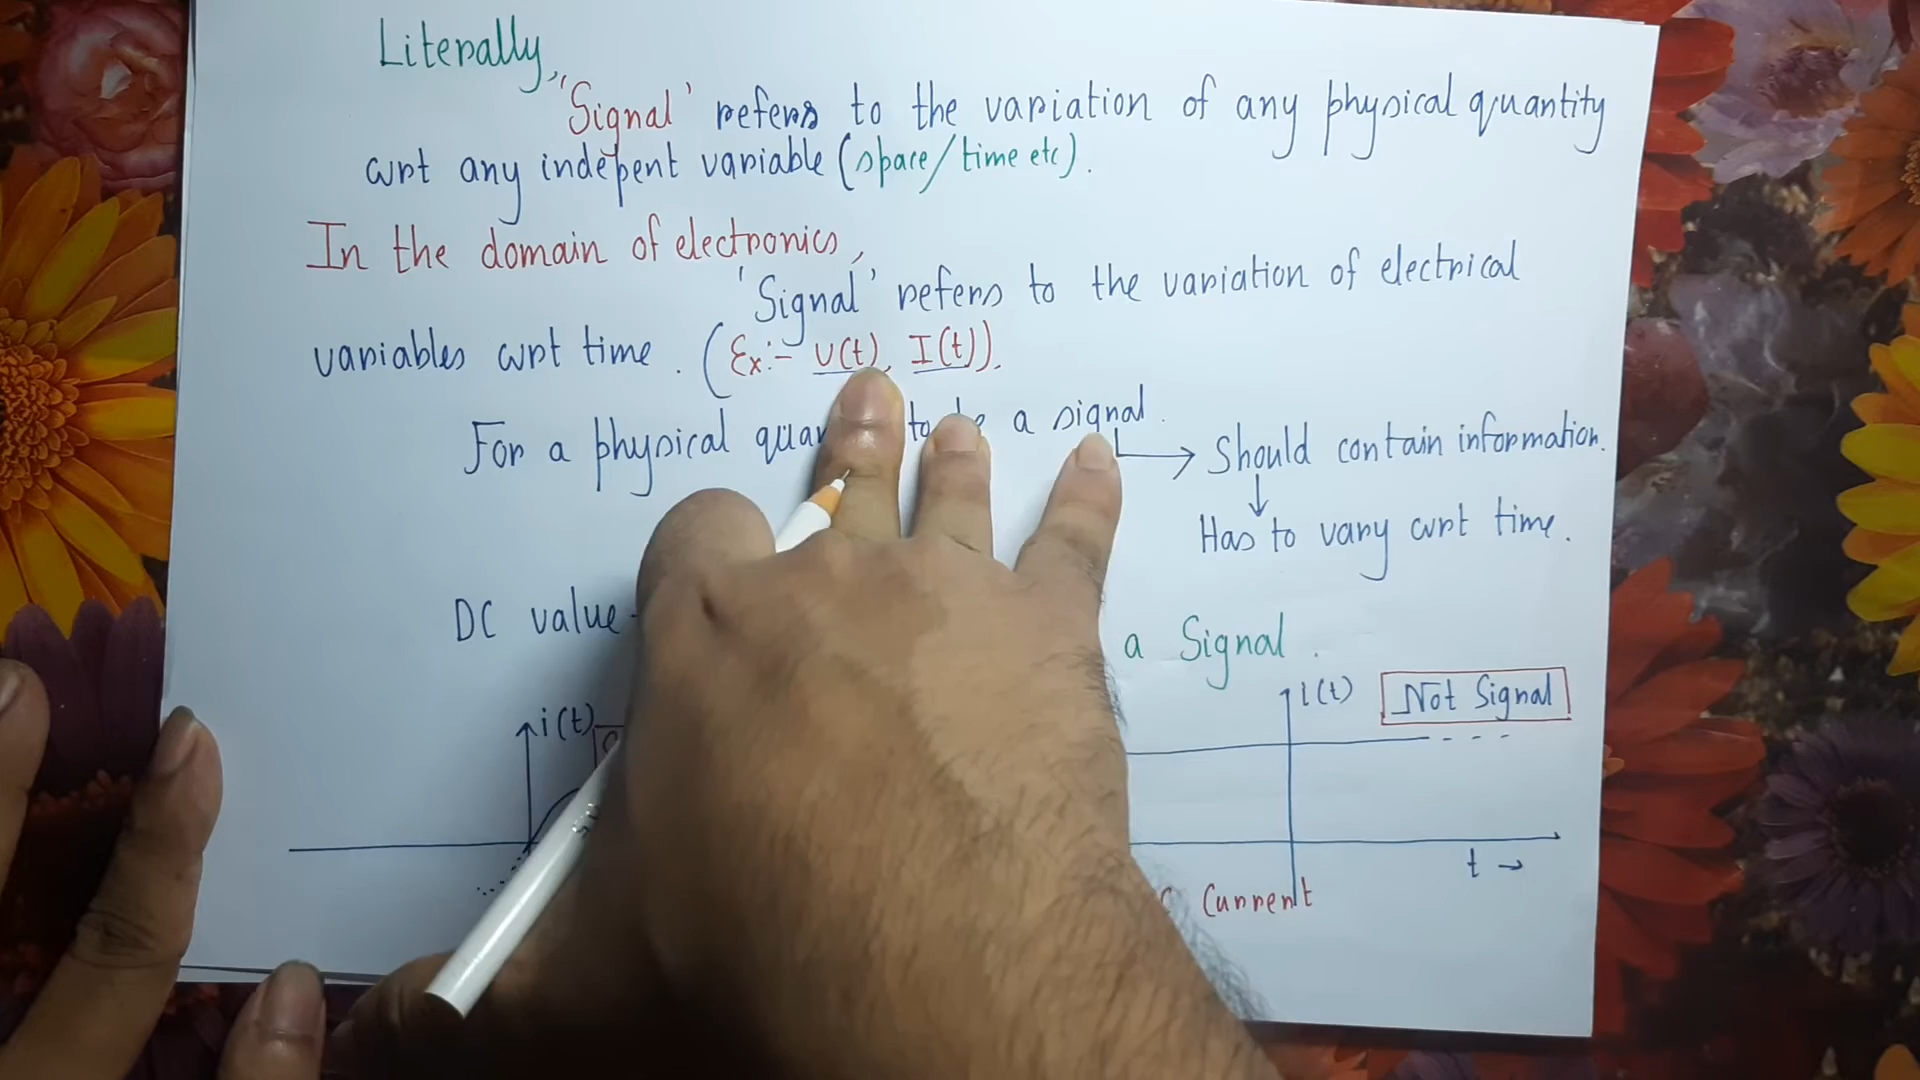 Literally,
"Signal' refers to the variation of any physical quantity
wrt any indepent variable (space/time etc).
In the domain of electronics,
'Signal' refers to the variation of electrical
variables wrt time. (Ex:- V(t), I(t)).
For a physical to a signal.
Should contain information.
Has to vary wrt time.
DC value a Signal.
i(t)
i(t) Not Signal
t →
Current